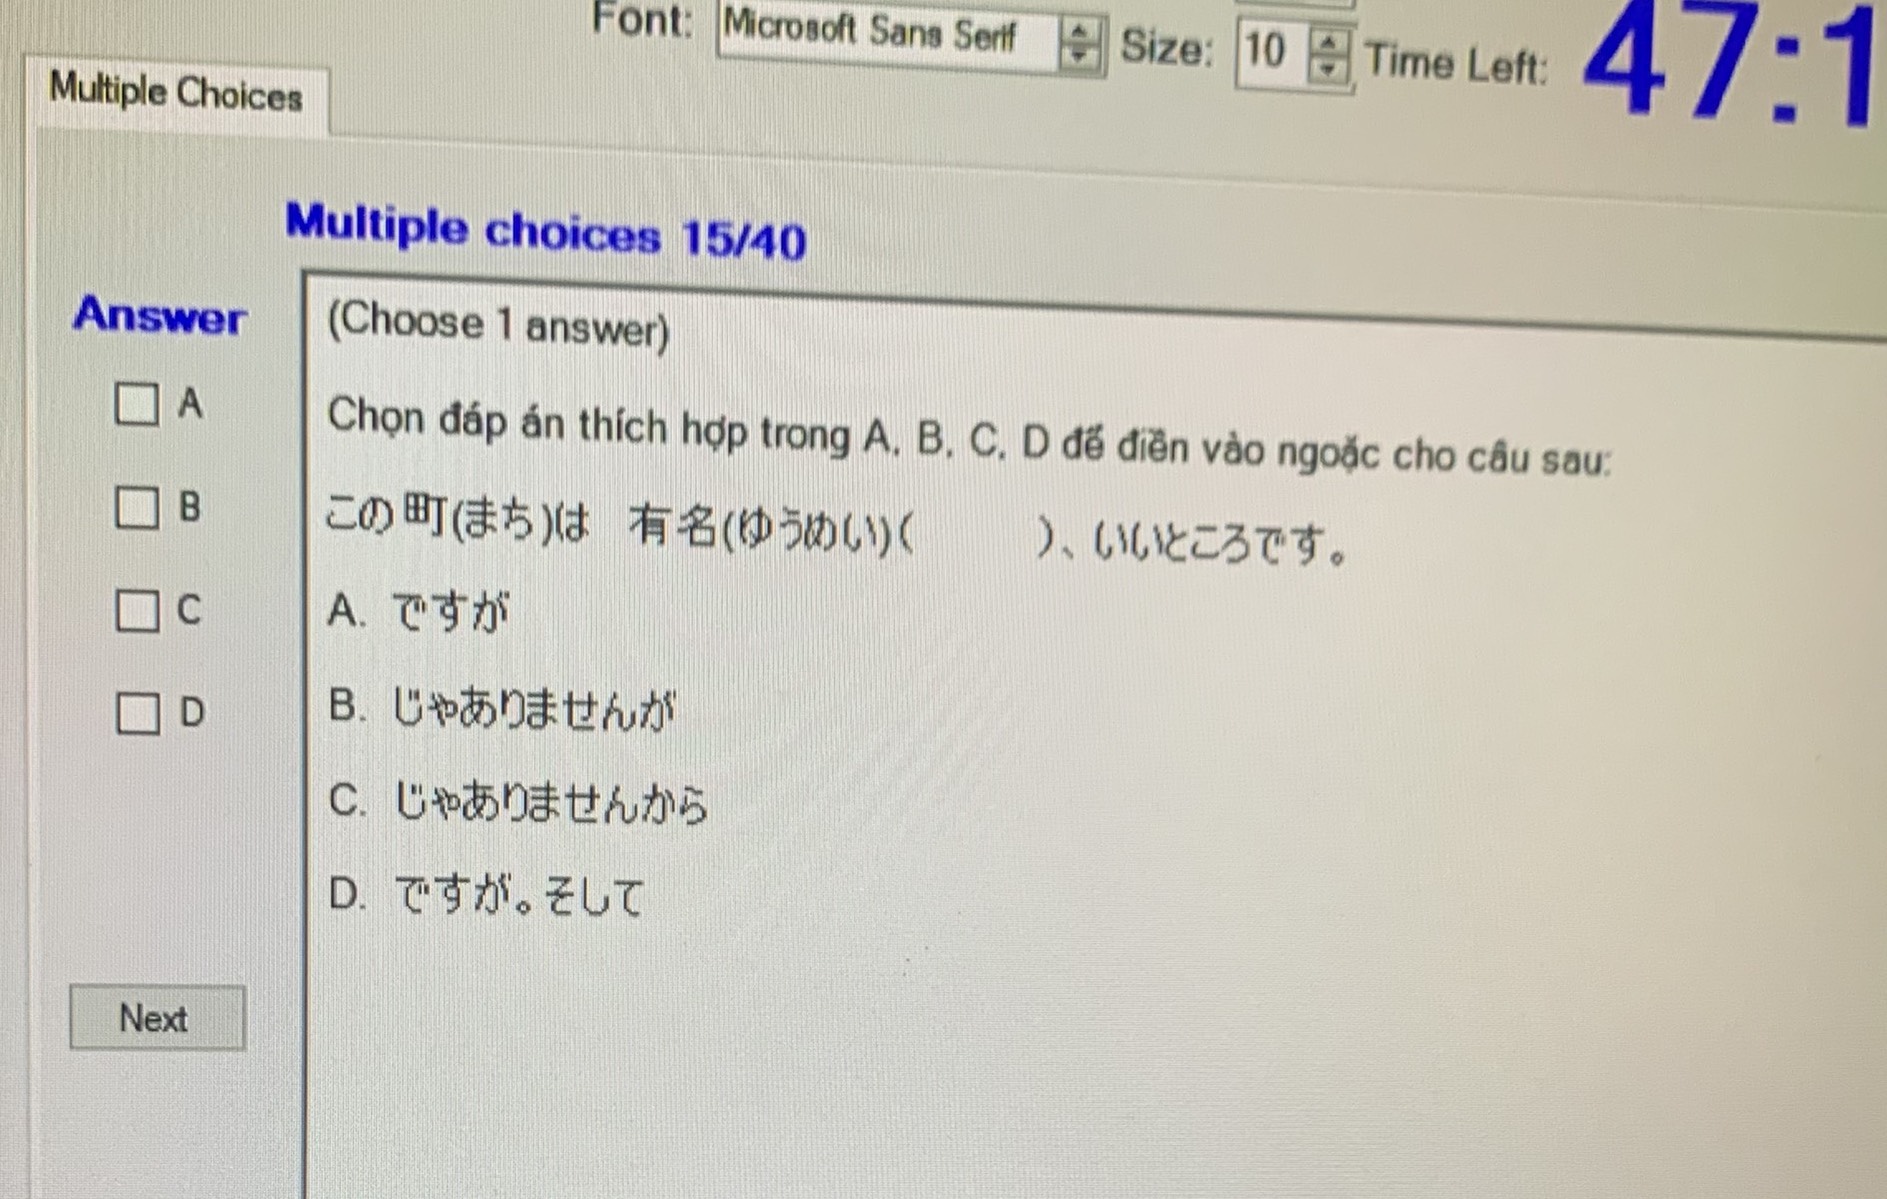 Font: Microsoft Sans Serif Size: 10 Time Left: 47:1
Multiple Choices
Multiple choices 15/40
Answer
(Choose 1 answer)
A
Chọn đáp án thích hợp trong A, B, C, D để điền vào ngoặc cho câu sau:
B
この町(まち)は 有名(ゆうめい)( )、いいところです。
C
A. ですが
D
B. じゃありませんが
C. じゃありませんから
D. ですが。そして
Next